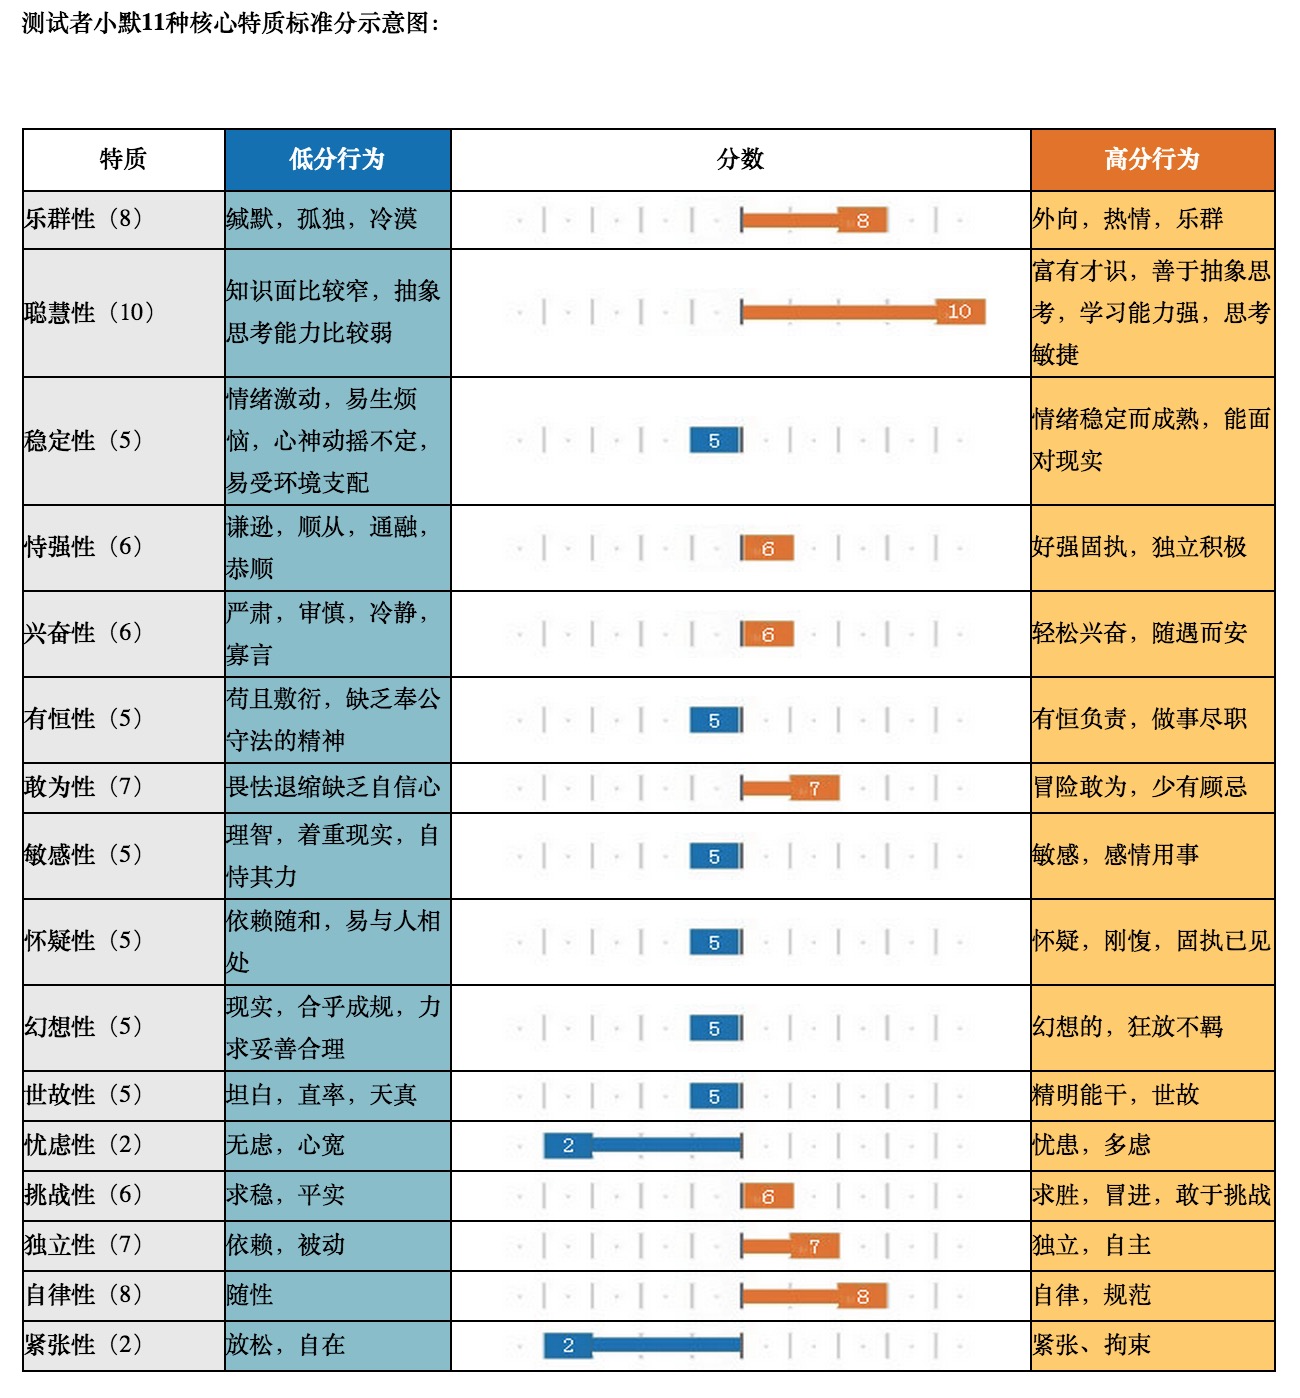 测试者小默11种核心特质标准分示意图：
特质 低分行为 分数 高分行为
乐群性（8） 缄默，孤独，冷漠 8 外向，热情，乐群
聪慧性（10） 知识面比较窄，抽象
思考能力比较弱
10
富有才识，善于抽象思
考，学习能力强，思考
敏捷
稳定性（5）
情绪激动，易生烦
恼，心神动摇不定，
易受环境支配
5
情绪稳定而成熟，能面
对现实
恃强性（6）
谦逊，顺从，通融，
恭顺
6
好强固执，独立积极
兴奋性（6）
严肃，审慎，冷静，
寡言
6
轻松兴奋，随遇而安
有恒性（5）
苟且敷衍，缺乏奉公
守法的精神
5
有恒负责，做事尽职
敢为性（7） 畏怯退缩缺乏自信心 7 冒险敢为，少有顾忌
敏感性（5）
理智，着重现实，自
恃其力
5
敏感，感情用事
怀疑性（5）
依赖随和，易与人相
处
5
怀疑，刚愎，固执已见
幻想性（5）
现实，合乎成规，力
求妥善合理
5
幻想的，狂放不羁
世故性（5） 坦白，直率，天真 5 精明能干，世故
忧虑性（2） 无虑，心宽 2 忧患，多虑
挑战性（6） 求稳，平实 6 求胜，冒进，敢于挑战
独立性（7） 依赖，被动 7 独立，自主
自律性（8） 随性 8 自律，规范
紧张性（2） 放松，自在 2 紧张、拘束